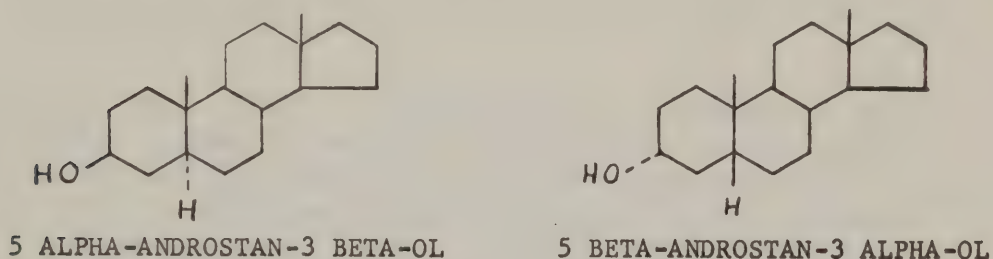 HO
H
5 ALPHA-ANDROSTAN-3 BETA-OL
HO
H
5 BETA-ANDROSTAN-3 ALPHA-OL